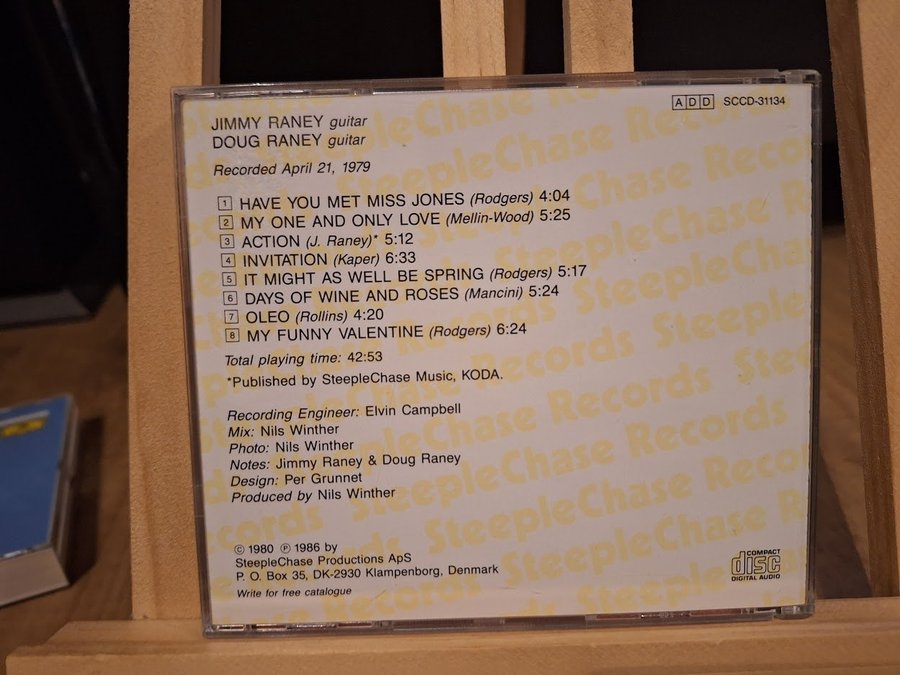 JIMMY RANEY guitar
DOUG RANEY guitar
ADD SCCD-31134
Recorded April 21, 1979
1 HAVE YOU MET MISS JONES (Rodgers) 4:04
2 MY ONE AND ONLY LOVE (Mellin-Wood) 5:25
3 ACTION (J. Raney)* 5:12
4 INVITATION (Kaper) 6:33
5 IT MIGHT AS WELL BE SPRING (Rodgers) 5:17
6 DAYS OF WINE AND ROSES (Mancini) 5:24
7 OLEO (Rollins) 4:20
8 MY FUNNY VALENTINE (Rodgers) 6:24
Total playing time: 42:53
*Published by SteepleChase Music, KODA.
Recording Engineer: Elvin Campbell
Mix: Nils Winther
Photo: Nils Winther
Notes: Jimmy Raney & Doug Raney
Design: Per Grunnet
Produced by Nils Winther
© 1980 ℗ 1986 by
SteepleChase Productions ApS
P. O. Box 35, DK-2930 Klampenborg, Denmark
Write for free catalogue
COMPACT
disc
DIGITAL AUDIO
SteepleChase Records